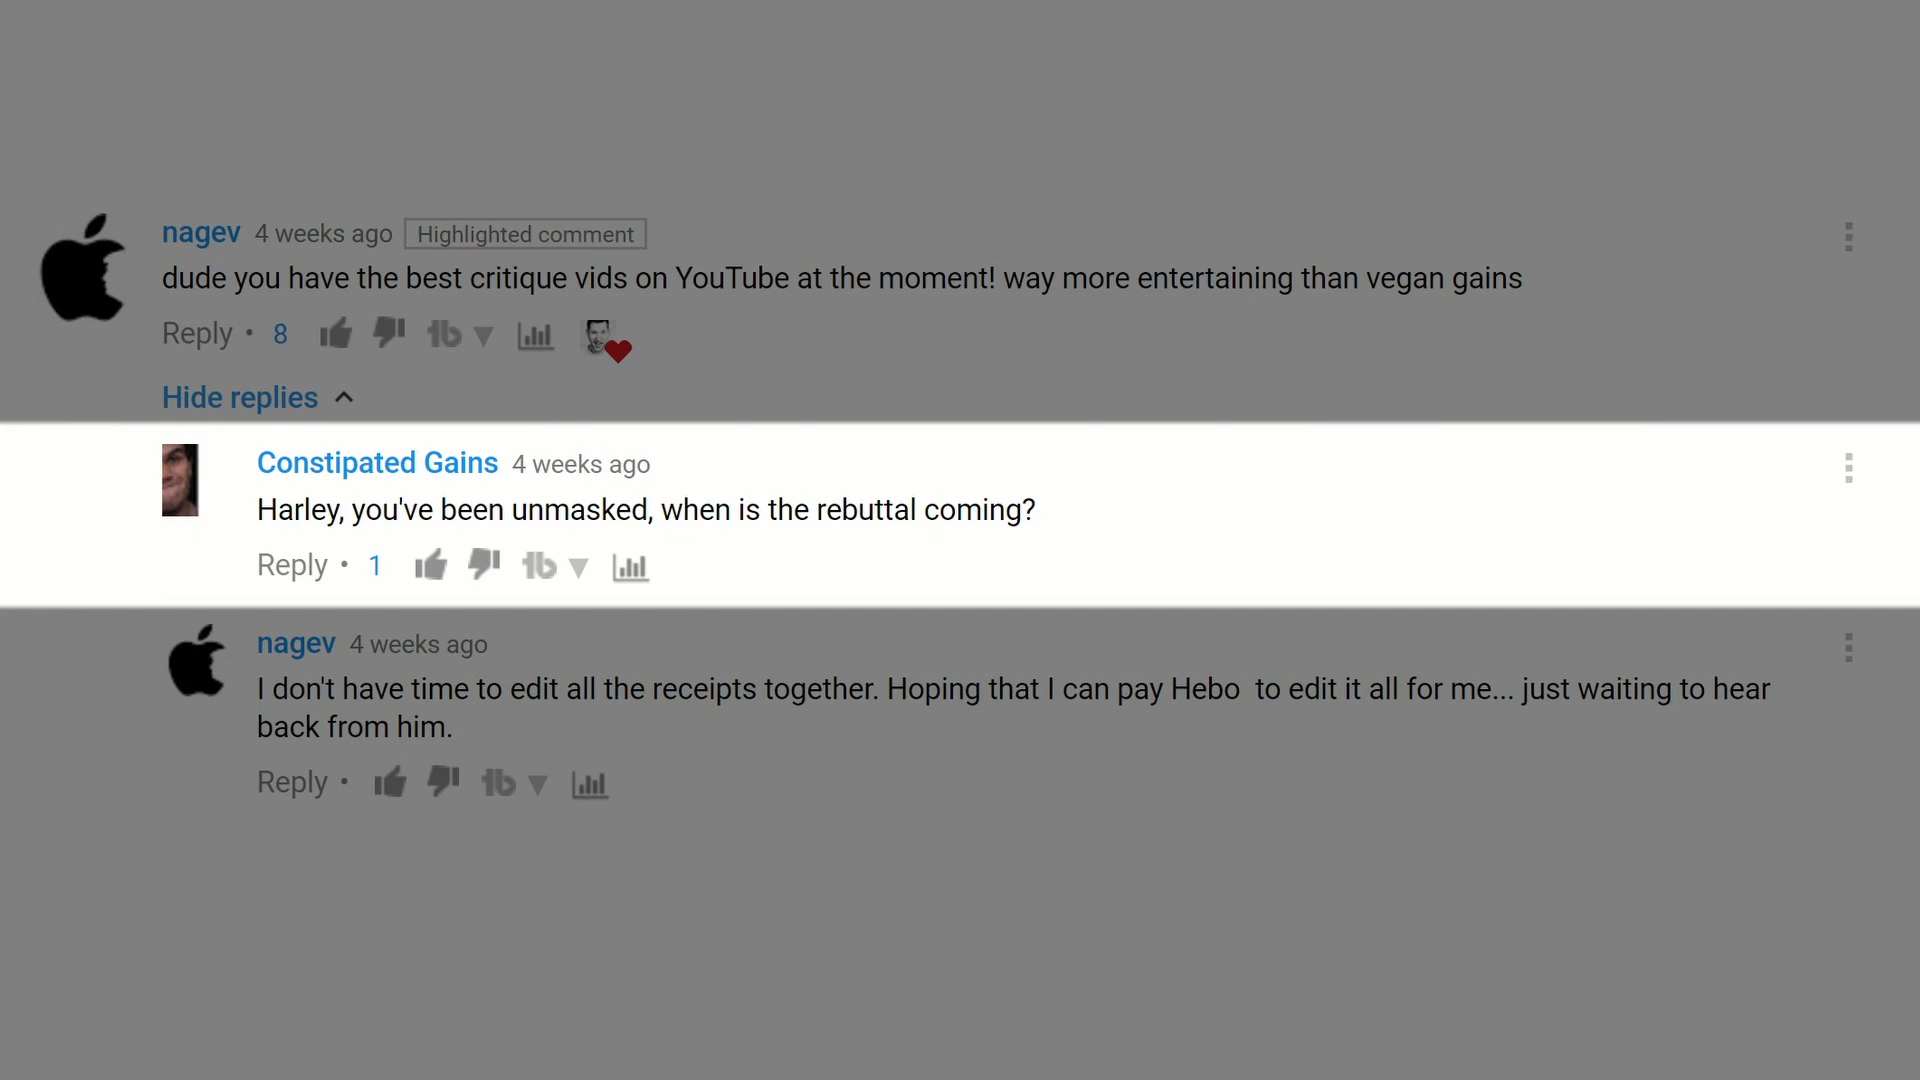 nagev 4 weeks ago Highlighted comment
dude you have the best critique vids on YouTube at the moment! way more entertaining than vegan gains
Reply • 8
Hide replies
Constipated Gains 4 weeks ago
Harley, you've been unmasked, when is the rebuttal coming?
Reply • 1
nagev 4 weeks ago
I don't have time to edit all the receipts together. Hoping that I can pay Hebo to edit it all for me... just waiting to hear
back from him.
Reply •